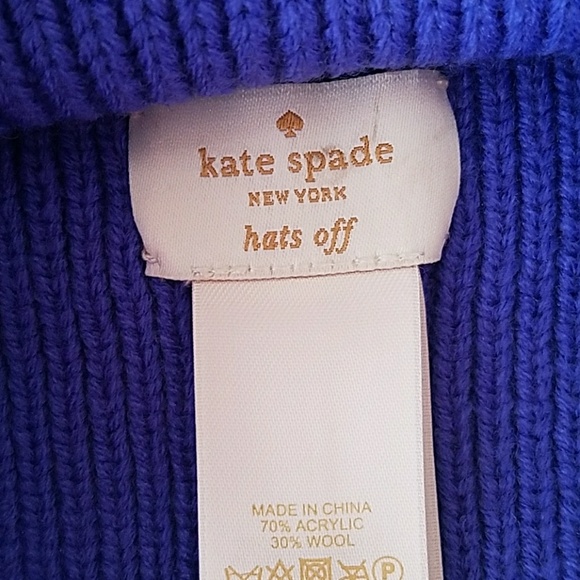 kate spade
NEW YORK
hats off
MADE IN CHINA
70% ACRYLIC
30% WOOL
P